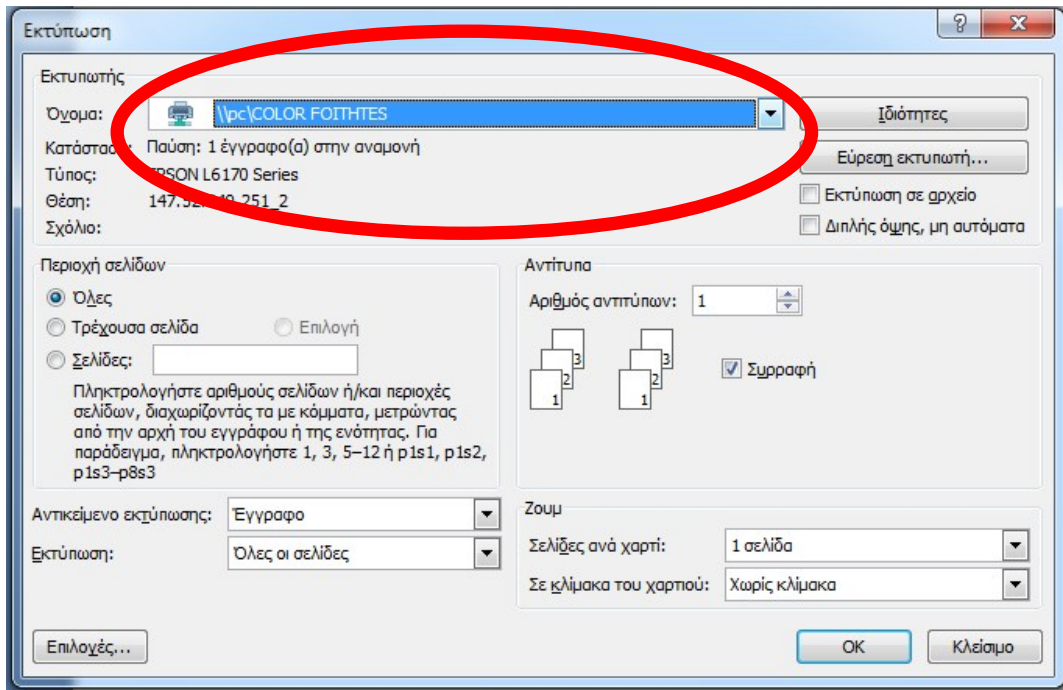 Εκτύπωση
Εκτυπωτής
Όνομα: \\pc\COLOR FOITHTES
Ιδιότητες
Παύση: 1 έγγραφο(α) στην αναμονή
Εύρεση εκτυπωτή...
Τύπος: EPSON L6170 Series
Θέση:
Εκτύπωση σε αρχείο
Σχόλιο:
Διπλής όψης, μη αυτόματα
Περιοχή σελίδων
Όλες
Τρέχουσα σελίδα
Επιλογή
Σελίδες:
Πληκτρολογήστε αριθμούς σελίδων ή/και περιοχές
σελίδων, διαχωρίζοντάς τα με κόμματα, μετρώντας
από την αρχή του εγγράφου ή της ενότητας. Για
παράδειγμα, πληκτρολογήστε 1, 3, 5–12 ή p1s1, p1s2,
p1s3–p8s3
Αντίτυπα
Αριθμός αντιτύπων: 1
3 3
2 2
1 1
Συρραφή
Αντικείμενο εκτύπωσης: Έγγραφο
Εκτύπωση: Όλες οι σελίδες
Ζουμ
Σελίδες ανά χαρτί: 1 σελίδα
Σε κλίμακα του χαρτιού: Χωρίς κλίμακα
Επιλογές...
OK
Κλείσιμο